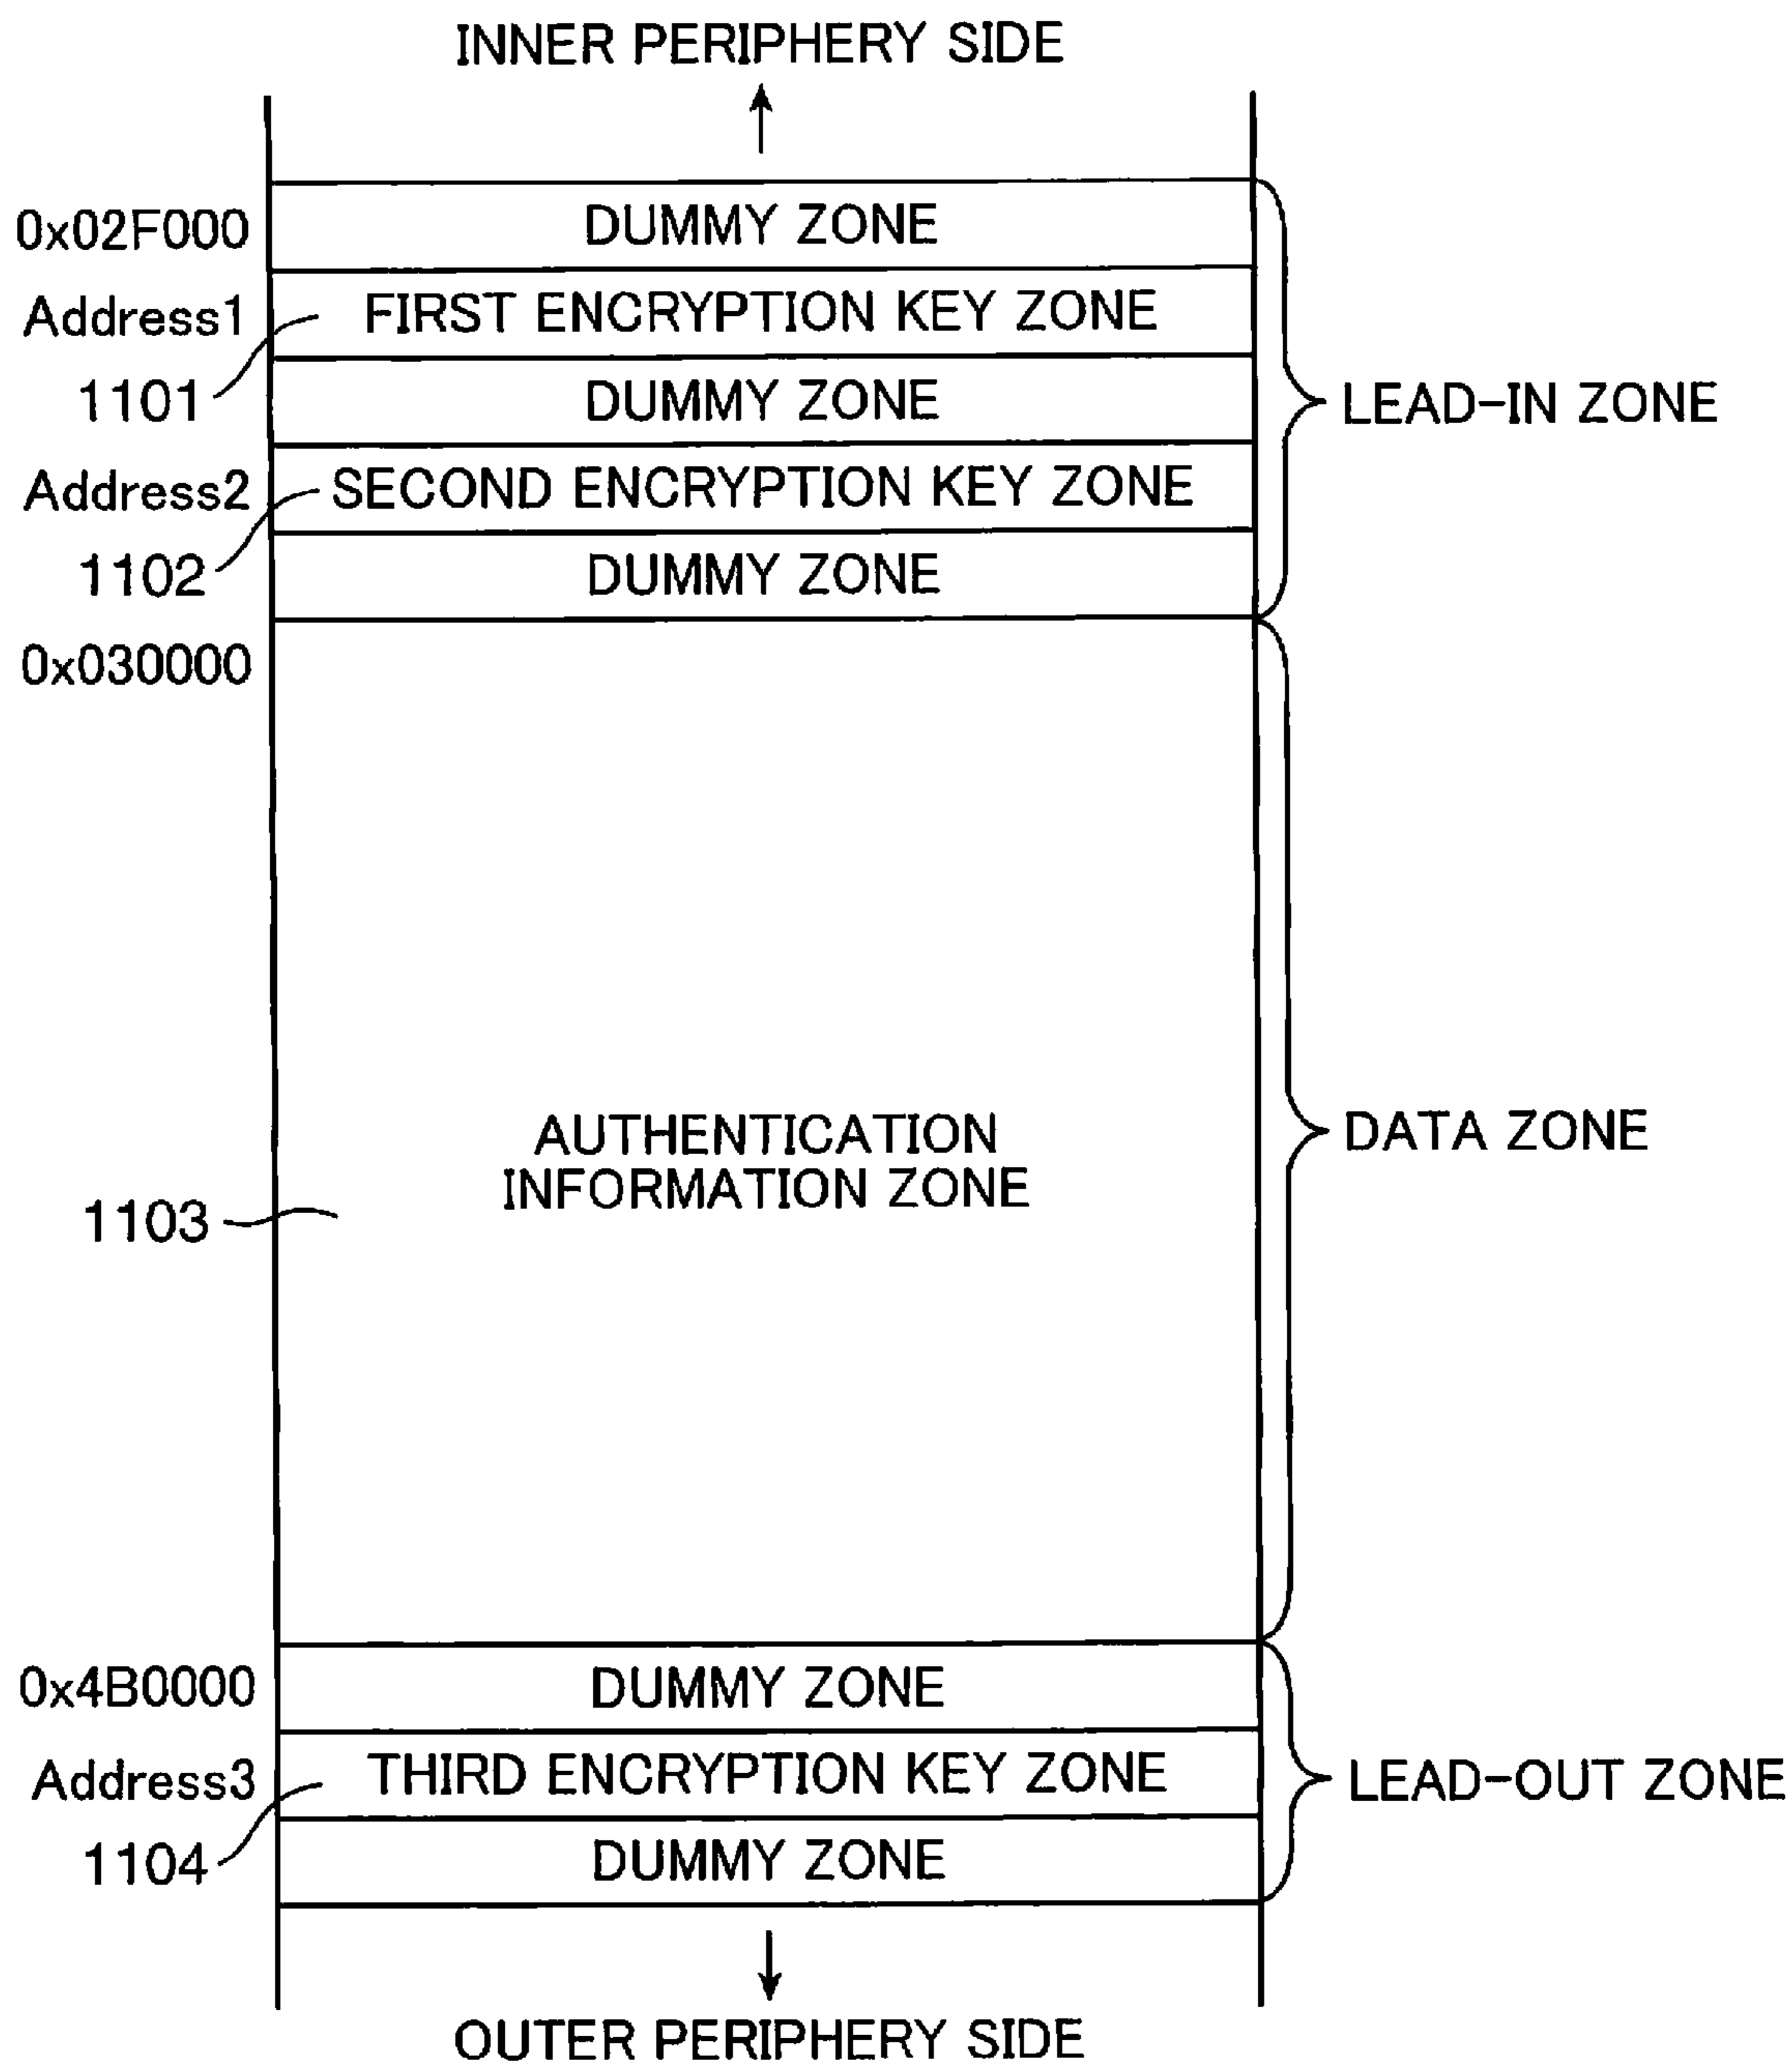 INNER PERIPHERY SIDE
0x02F000
DUMMY ZONE
Address1
FIRST ENCRYPTION KEY ZONE
1101
DUMMY ZONE
LEAD-IN ZONE
Address2
SECOND ENCRYPTION KEY ZONE
1102
DUMMY ZONE
0x030000
AUTHENTICATION
INFORMATION ZONE
DATA ZONE
1103
0x4B0000
DUMMY ZONE
Address3
THIRD ENCRYPTION KEY ZONE
LEAD-OUT ZONE
1104
DUMMY ZONE
OUTER PERIPHERY SIDE